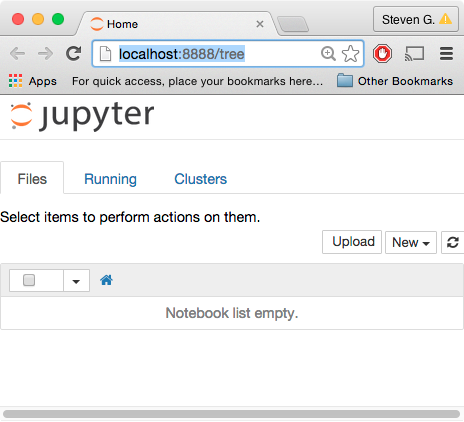 Home
Steven G.
localhost:8888/tree
Apps For quick access, place your bookmarks here... Other Bookmarks
jupyter
Files Running Clusters
Select items to perform actions on them.
Upload New
Notebook list empty.